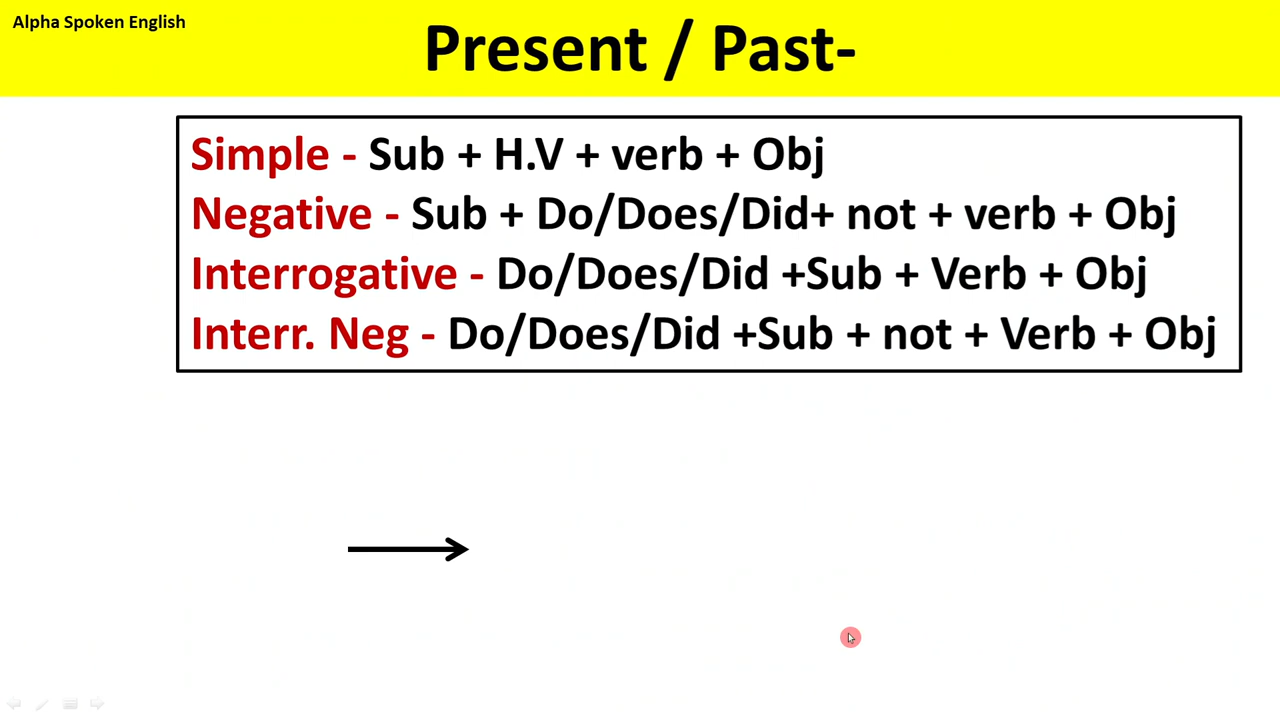 Alpha Spoken English
Present / Past-
Simple - Sub + H.V + verb + Obj
Negative - Sub + Do/Does/Did+ not + verb + Obj
Interrogative - Do/Does/Did +Sub + Verb + Obj
Interr. Neg - Do/Does/Did +Sub + not + Verb + Obj